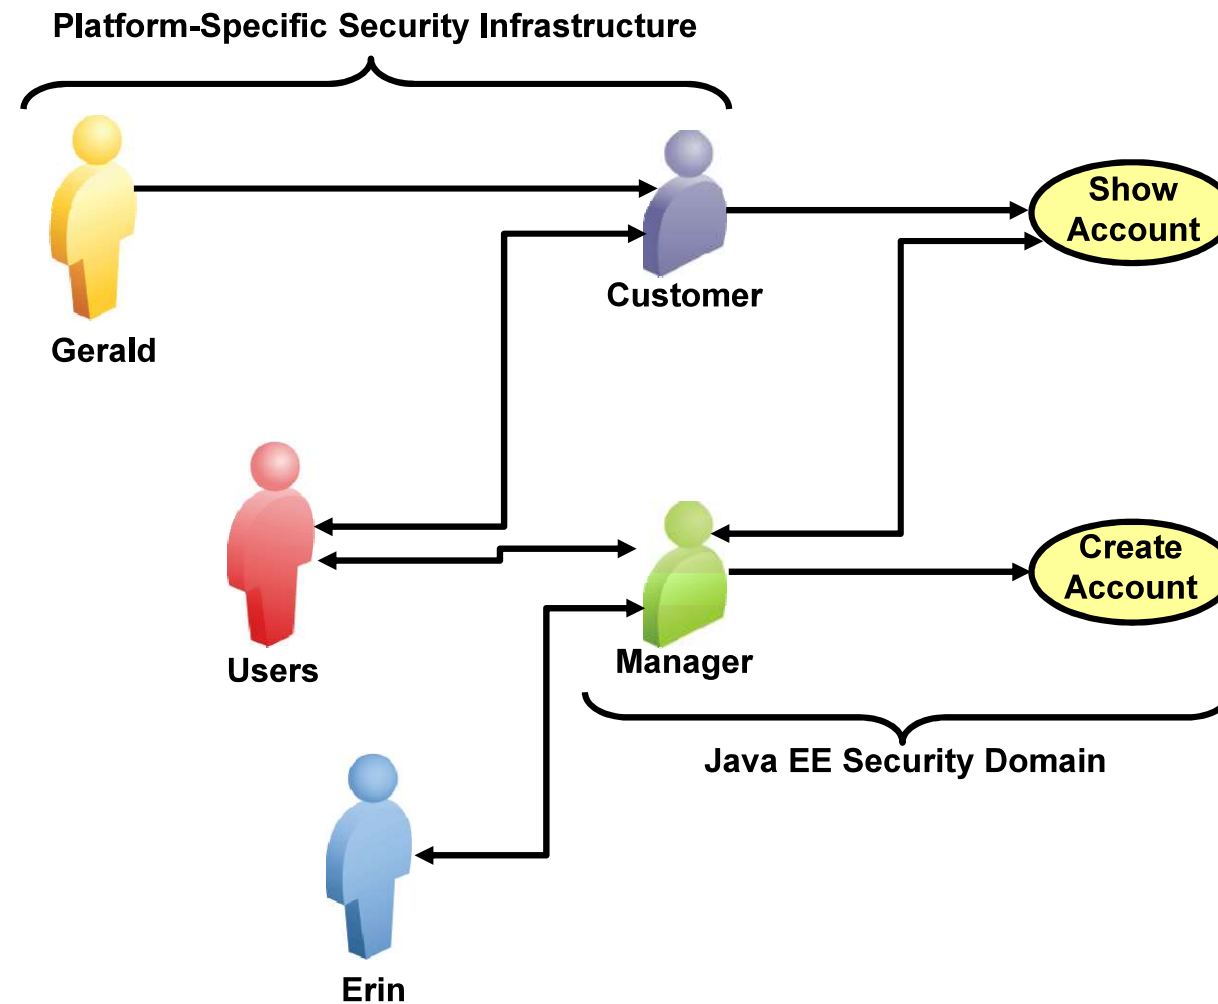 Platform-Specific Security Infrastructure
Show
Account
Customer
Gerald
Create
Account
Users
Manager
Java EE Security Domain
Erin